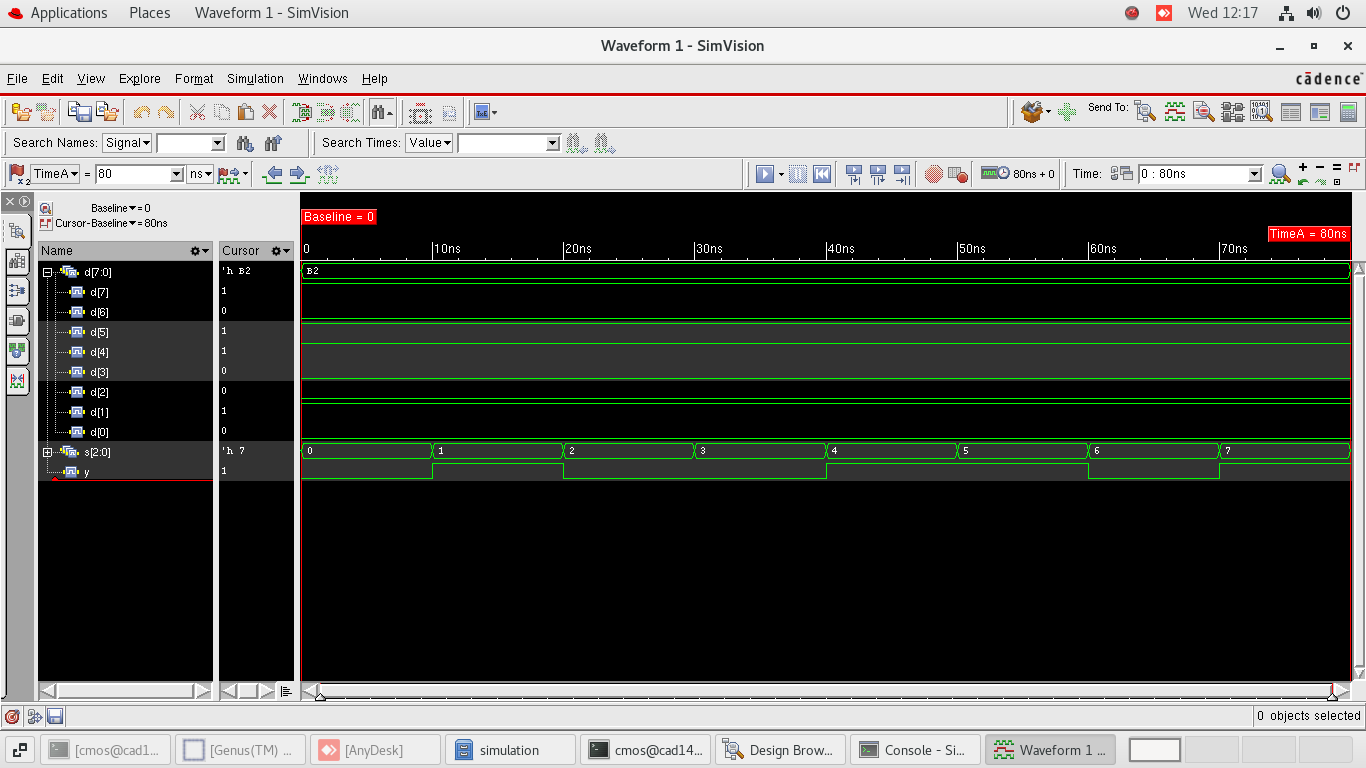 Applications Places Waveform 1 - SimVision Wed 12:17
Waveform 1 - SimVision
File Edit View Explore Format Simulation Windows Help cādence
Send To:
Search Names: Signal Search Times: Value
TimeA = 80 ns 80ns + 0 Time: 0 : 80ns
Baseline = 0
Cursor-Baseline = 80ns
Baseline = 0
TimeA = 80ns
Name Cursor 0 10ns 20ns 30ns 40ns 50ns 60ns 70ns
d[7:0] 'h B2 B2
d[7] 1
d[6] 0
d[5] 1
d[4] 1
d[3] 0
d[2] 0
d[1] 1
d[0] 0
s[2:0] 'h 7 0 1 2 3 4 5 6 7
y 1
0 objects selected
[cmos@cad1... [Genus(TM) ... [AnyDesk] simulation cmos@cad14... Design Brow... Console - Si... Waveform 1 ...